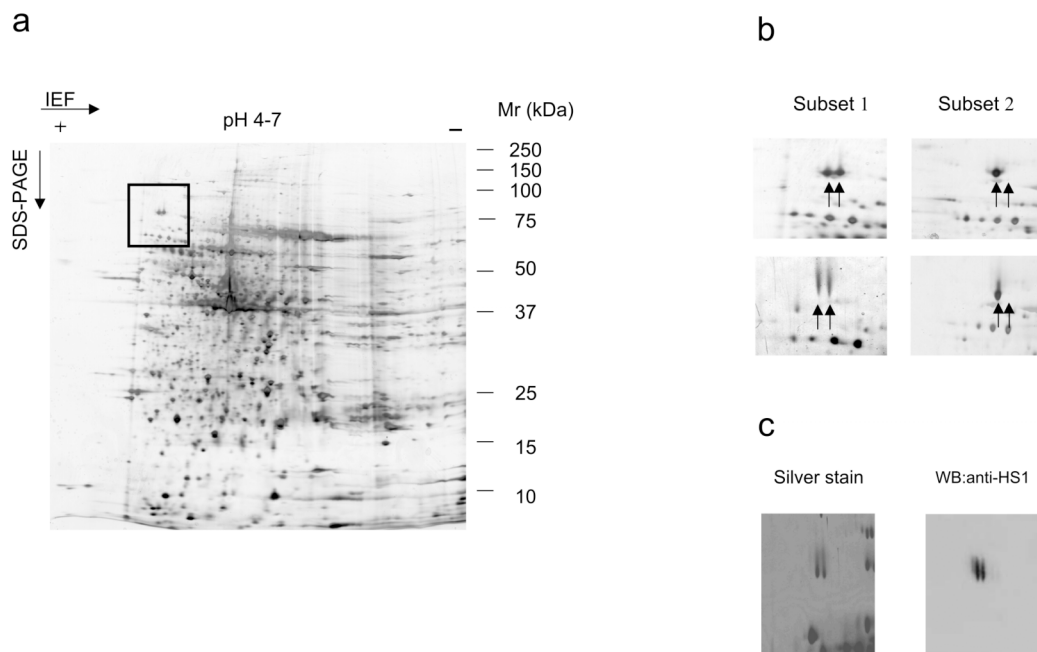 a
IEF
+
pH 4-7
–
Mr (kDa)
SDS-PAGE
250
150
100
75
50
37
25
15
10
b
Subset 1
Subset 2
c
Silver stain
WB:anti-HS1